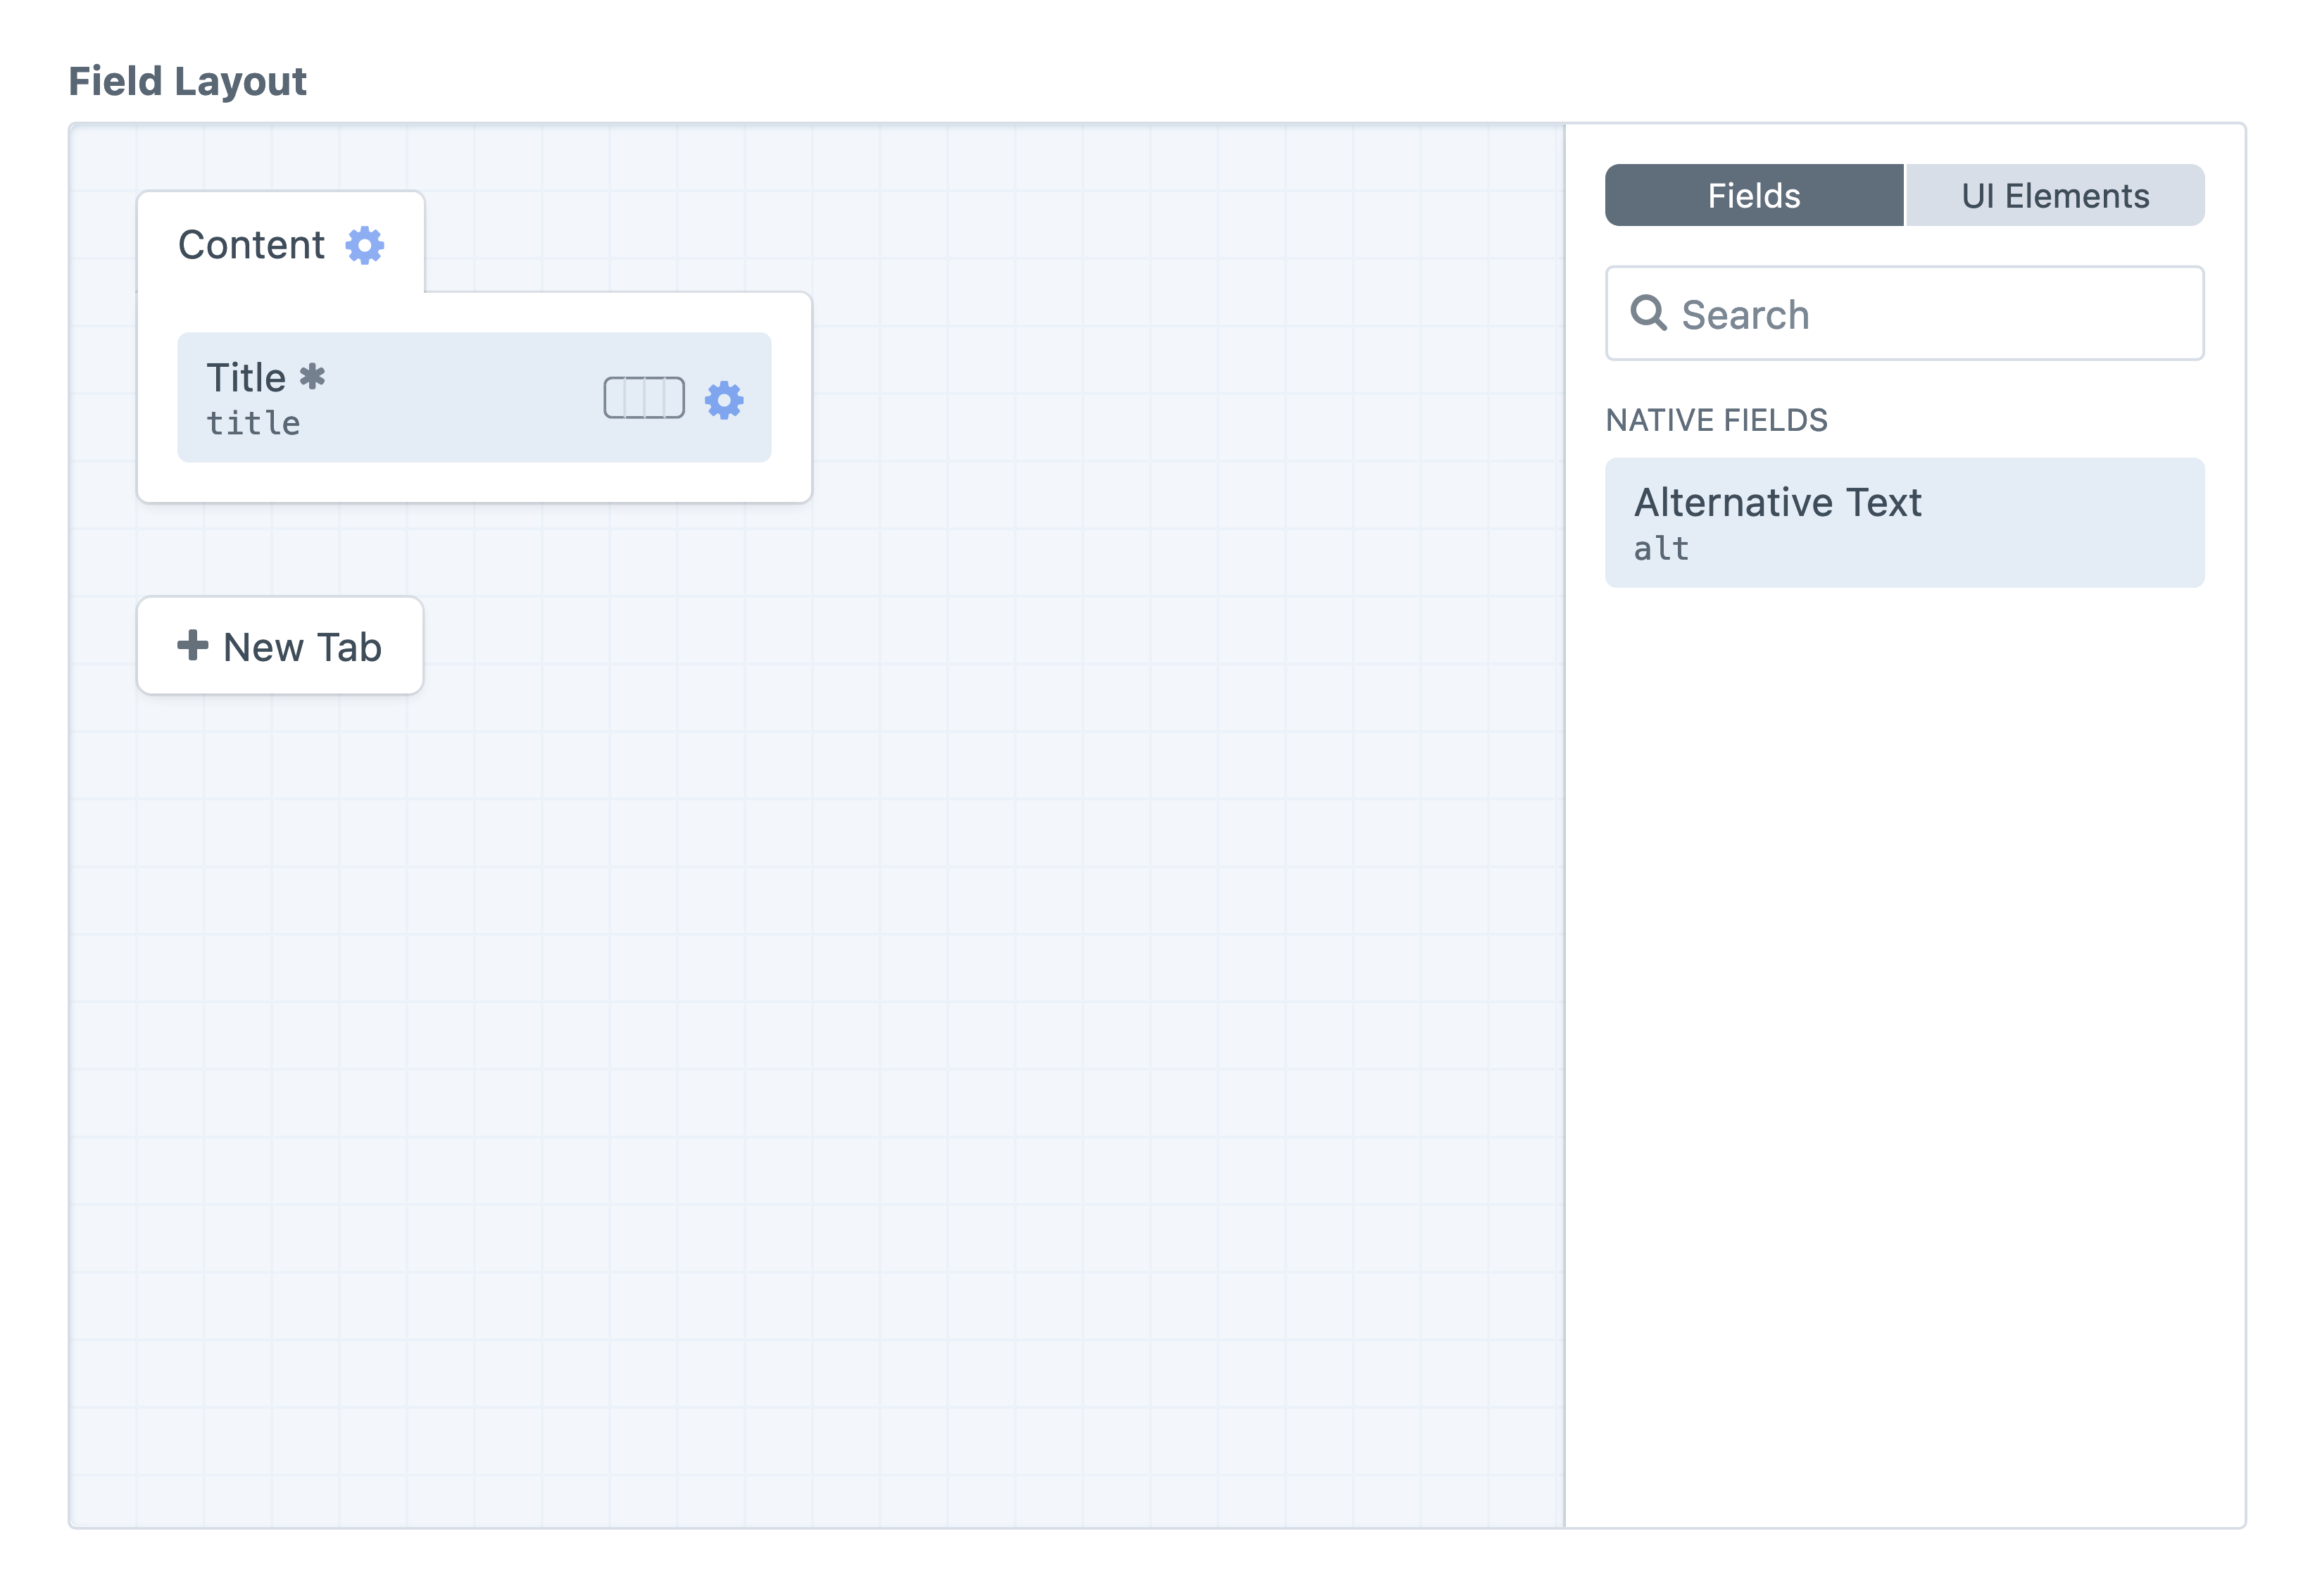 Field Layout
Content
Title *
title
New Tab
Fields
UI Elements
Search
NATIVE FIELDS
Alternative Text
alt